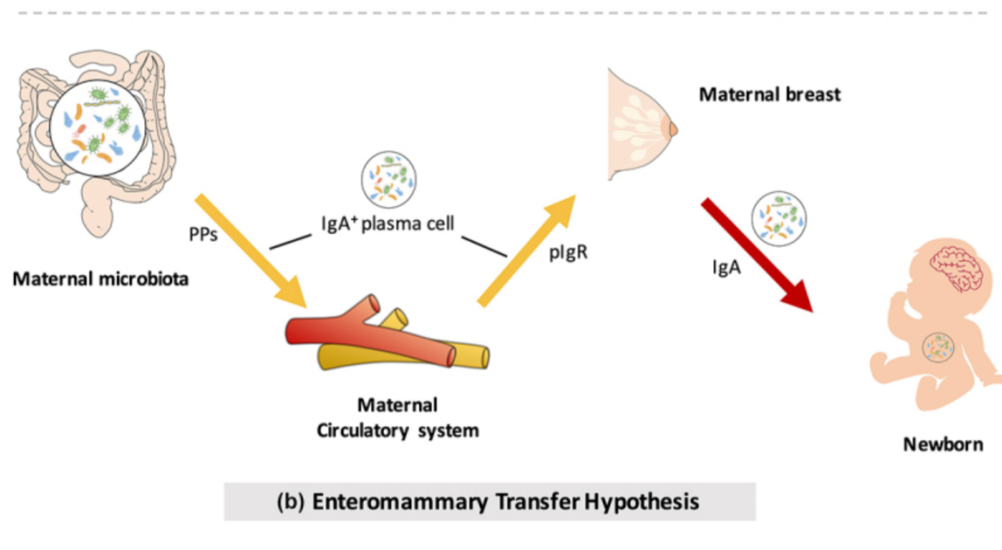 Maternal breast
IgA⁺ plasma cell
PPs
pIgR
IgA
Maternal microbiota
Maternal
Circulatory system
Newborn
(b) Enteromammary Transfer Hypothesis